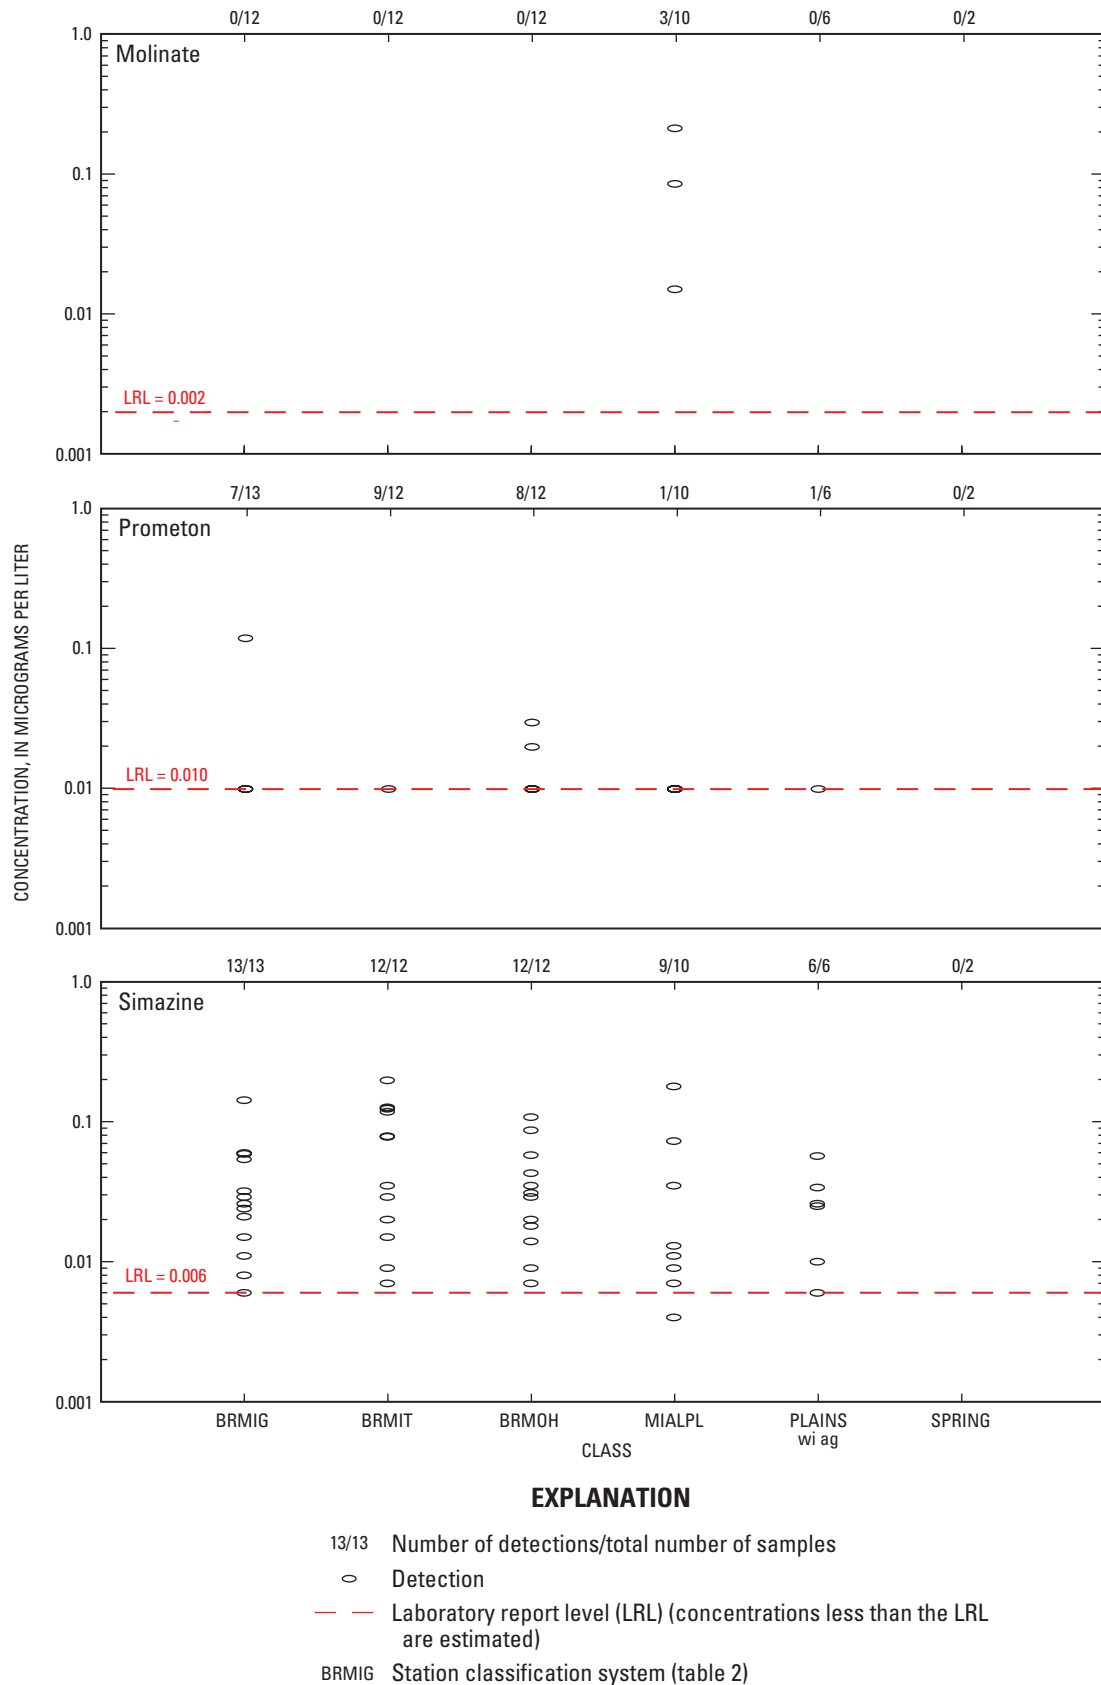 0/12 0/12 0/12 3/10 0/6 0/2
1.0
Molinate
0.1
0.01
LRL = 0.002
0.001
7/13 9/12 8/12 1/10 1/6 0/2
1.0
Prometon
0.1
LRL = 0.010
0.01
0.001
CONCENTRATION, IN MICROGRAMS PER LITER
13/13 12/12 12/12 9/10 6/6 0/2
1.0
Simazine
0.1
0.01
LRL = 0.006
0.001
BRMIG BRMIT BRMOH MIALPL PLAINS SPRING
wi ag
CLASS
EXPLANATION
13/13 Number of detections/total number of samples
Detection
Laboratory report level (LRL) (concentrations less than the LRL
are estimated)
BRMIG Station classification system (table 2)